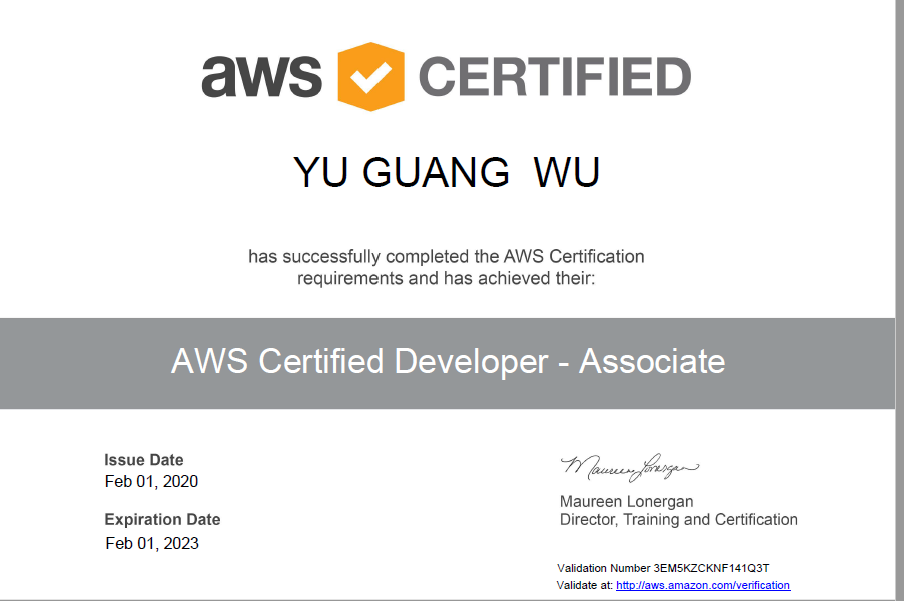 aws CERTIFIED
YU GUANG WU
has successfully completed the AWS Certification
requirements and has achieved their:
AWS Certified Developer - Associate
Issue Date
Feb 01, 2020
Expiration Date
Feb 01, 2023
Maureen Lonergan
Maureen Lonergan
Director, Training and Certification
Validation Number 3EM5KZCKNF141Q3T
Validate at: http://aws.amazon.com/verification